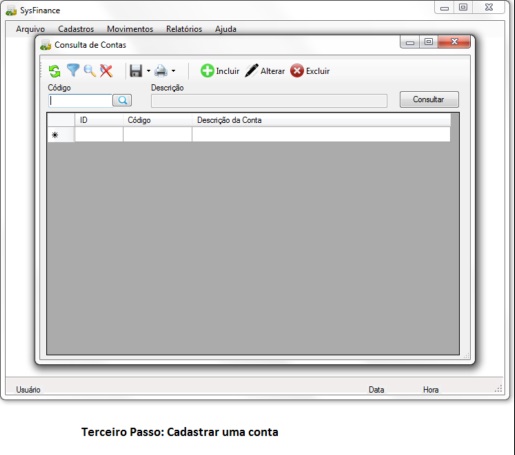 SysFinance
Arquivo Cadastros Movimentos Relatórios Ajuda
Consulta de Contas
Incluir Alterar Excluir
Código Descrição
Consultar
ID Código Descrição da Conta
Usuário Data Hora
Terceiro Passo: Cadastrar uma conta